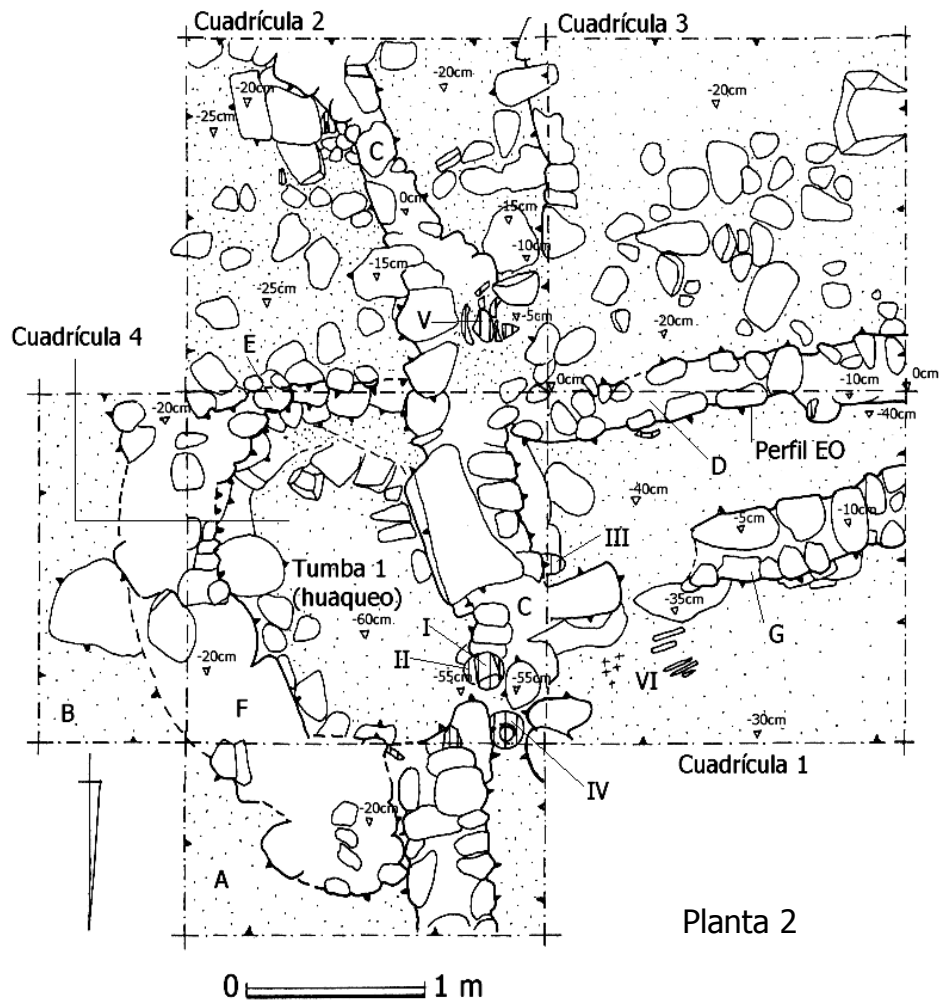 Cuadrícula 2
Cuadrícula 3
-20cm
-20cm
-20cm
-25cm
C
0cm
-15cm
-10cm
-15cm
-25cm
V
-5cm
-20cm
Cuadrícula 4
E
0cm
-10cm
0cm
-20cm
-40cm
D
Perfil EO
-40cm
-5cm
-10cm
III
Tumba 1
(huaqueo)
C
-60cm
I
-35cm
G
II
-20cm
-55cm
-55cm
VI
B
F
-30cm
Cuadrícula 1
IV
-20cm
A
Planta 2
0
1 m